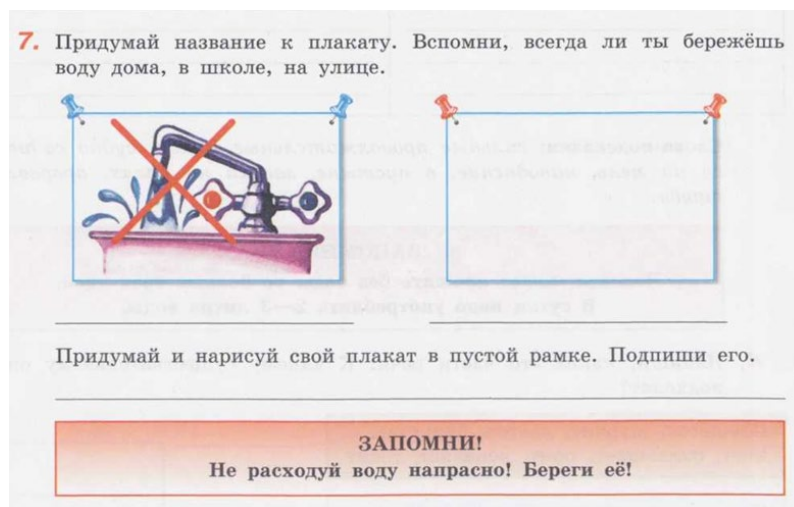 7. Придумай название к плакату. Вспомни, всегда ли ты бережёшь
воду дома, в школе, на улице.
Придумай и нарисуй свой плакат в пустой рамке. Подпиши его.
ЗАПОМНИ!
Не расходуй воду напрасно! Береги её!